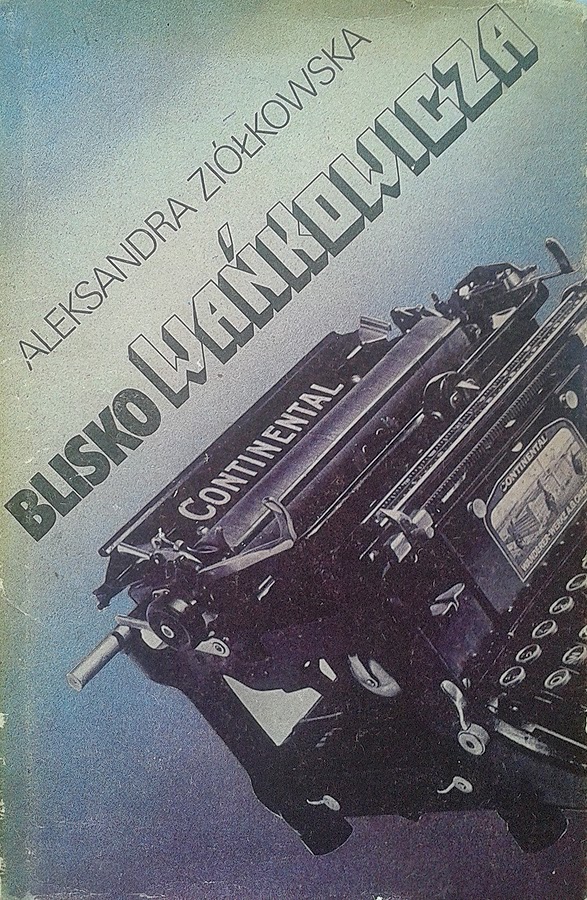 ALEKSANDRA ZIÓŁKOWSKA
BLISKO WAŃKOWICZA
CONTINENTAL
CONTINENTAL